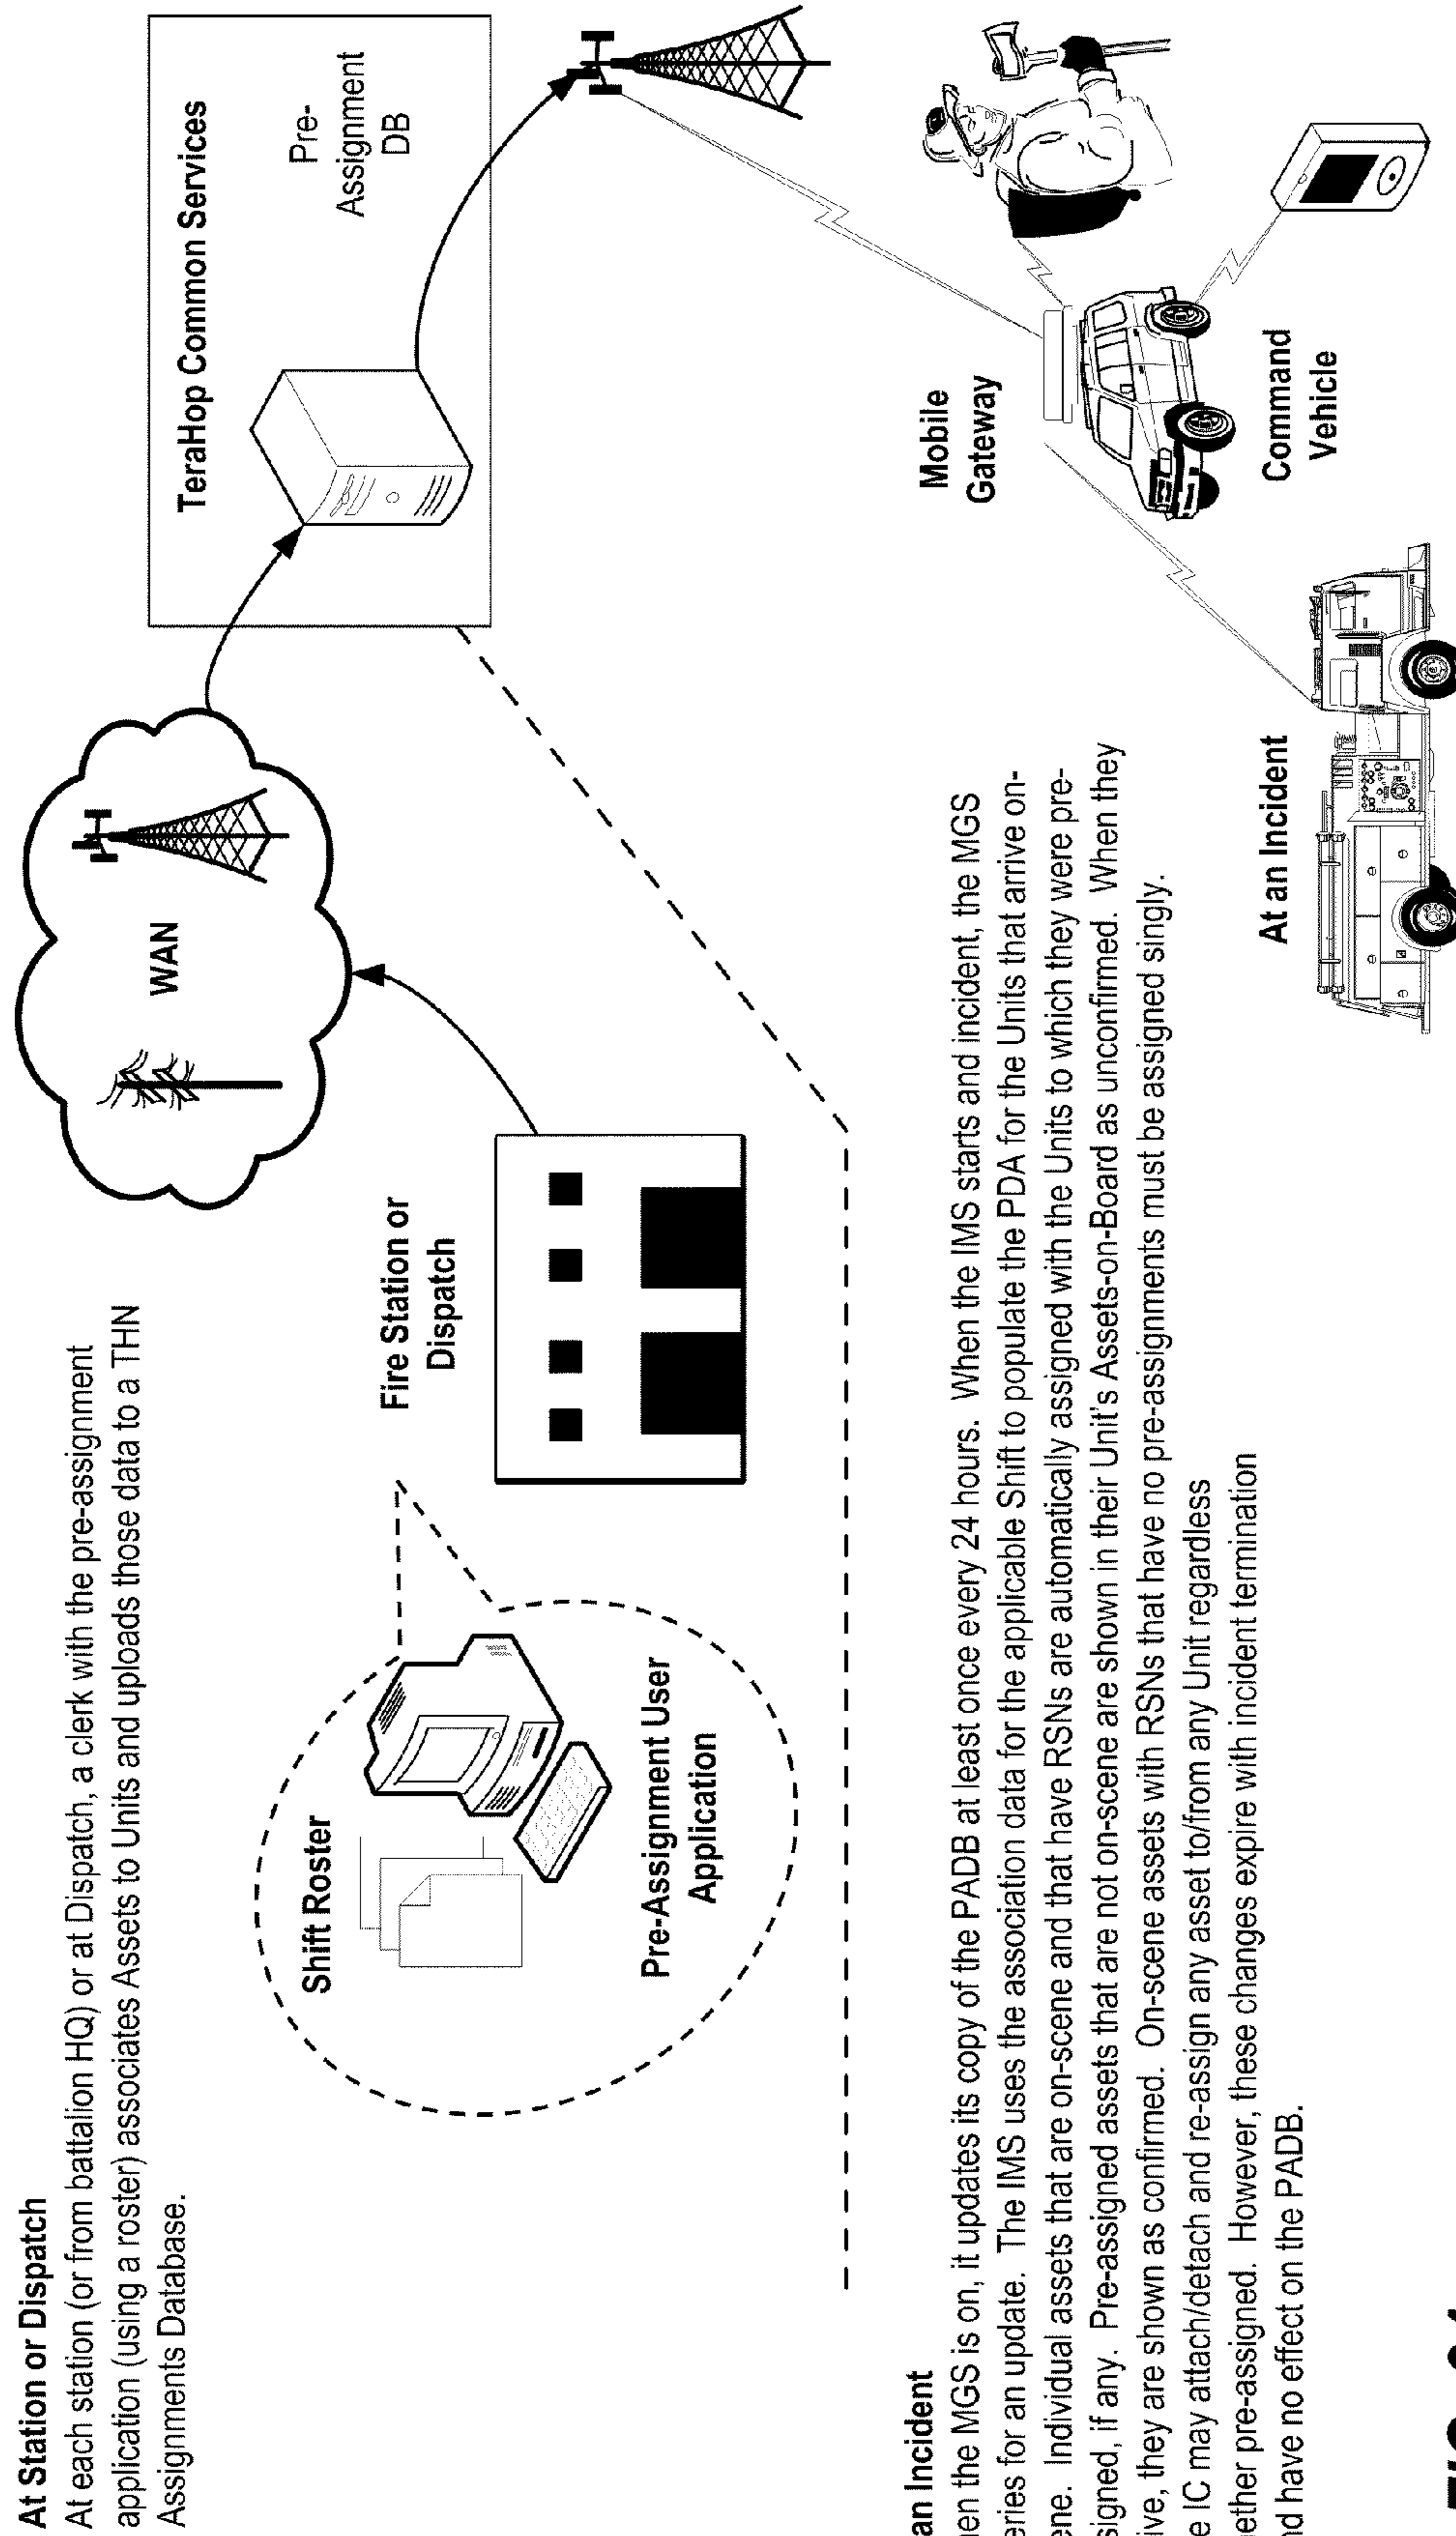 At Station or Dispatch
At each station (or from battalion HQ) or at Dispatch, a clerk with the pre-assignment
application (using a roster) associates Assets to Units and uploads those data to a THN
Assignments Database.
Shift Roster
Pre-Assignment User
Application
Fire Station or
Dispatch
WAN
TeraHop Common Services
Pre-
Assignment
DB
an Incident
en the MGS is on, it updates its copy of the PADB at least once every 24 hours. When the IMS starts and incident, the MGS
eries for an update. The IMS uses the association data for the applicable Shift to populate the PDA for the Units that arrive on-
ene. Individual assets that are on-scene and that have RSNs are automatically assigned with the Units to which they were pre-
signed, if any. Pre-assigned assets that are not on-scene are shown in their Unit's Assets-on-Board as unconfirmed. When they
ive, they are shown as confirmed. On-scene assets with RSNs that have no pre-assignments must be assigned singly.
e IC may attach/detach and re-assign any asset to/from any Unit regardless
ether pre-assigned. However, these changes expire with incident termination
nd have no effect on the PADB.
Mobile
Gateway
Command
Vehicle
At an Incident